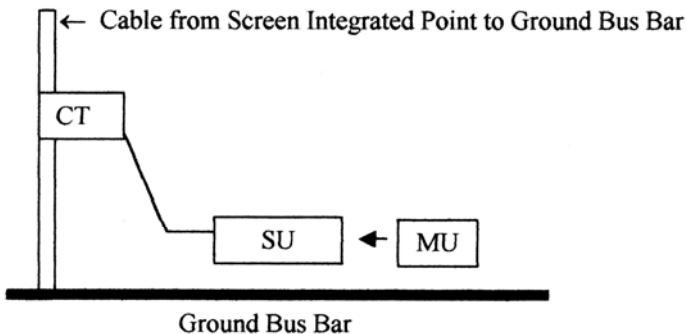 ← Cable from Screen Integrated Point to Ground Bus Bar
CT
SU
MU
Ground Bus Bar